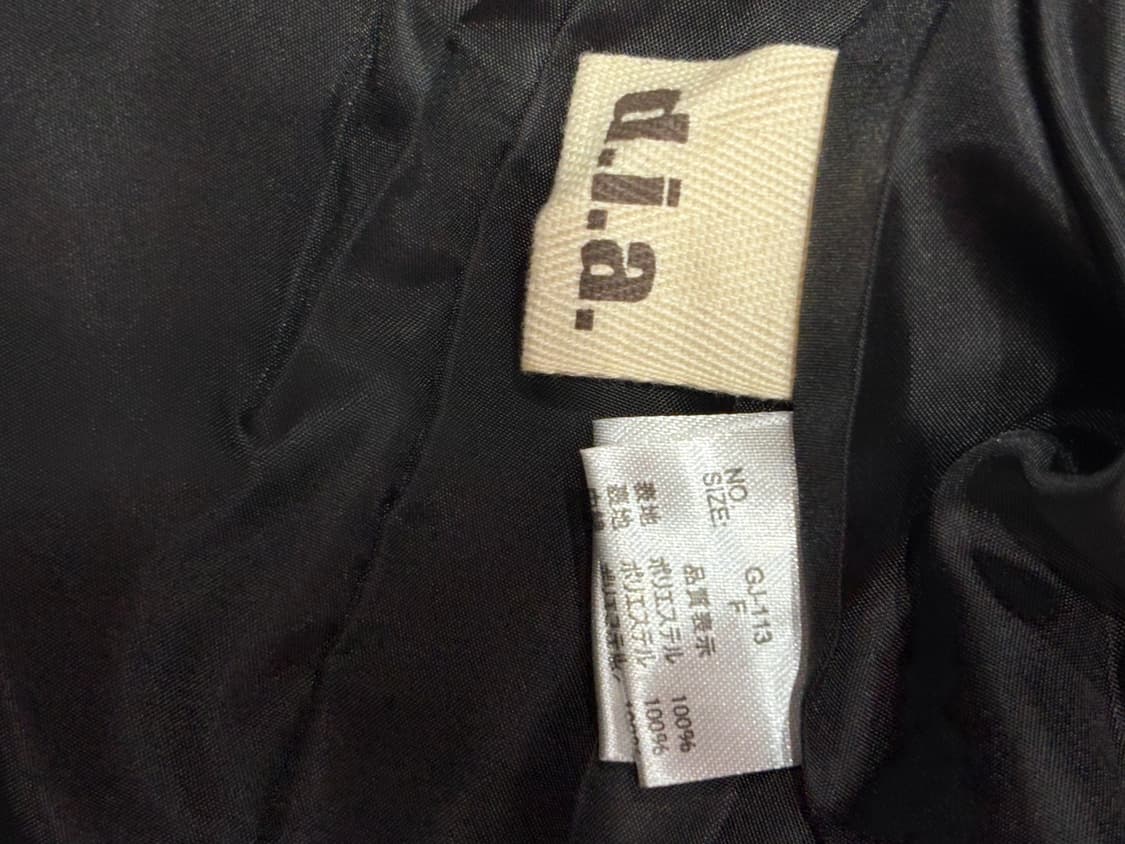 d.i.a.
NO. GJ-113
SIZE: F
品質表示
表地 ポリエステル 100%
裏地 ポリエステル 100%